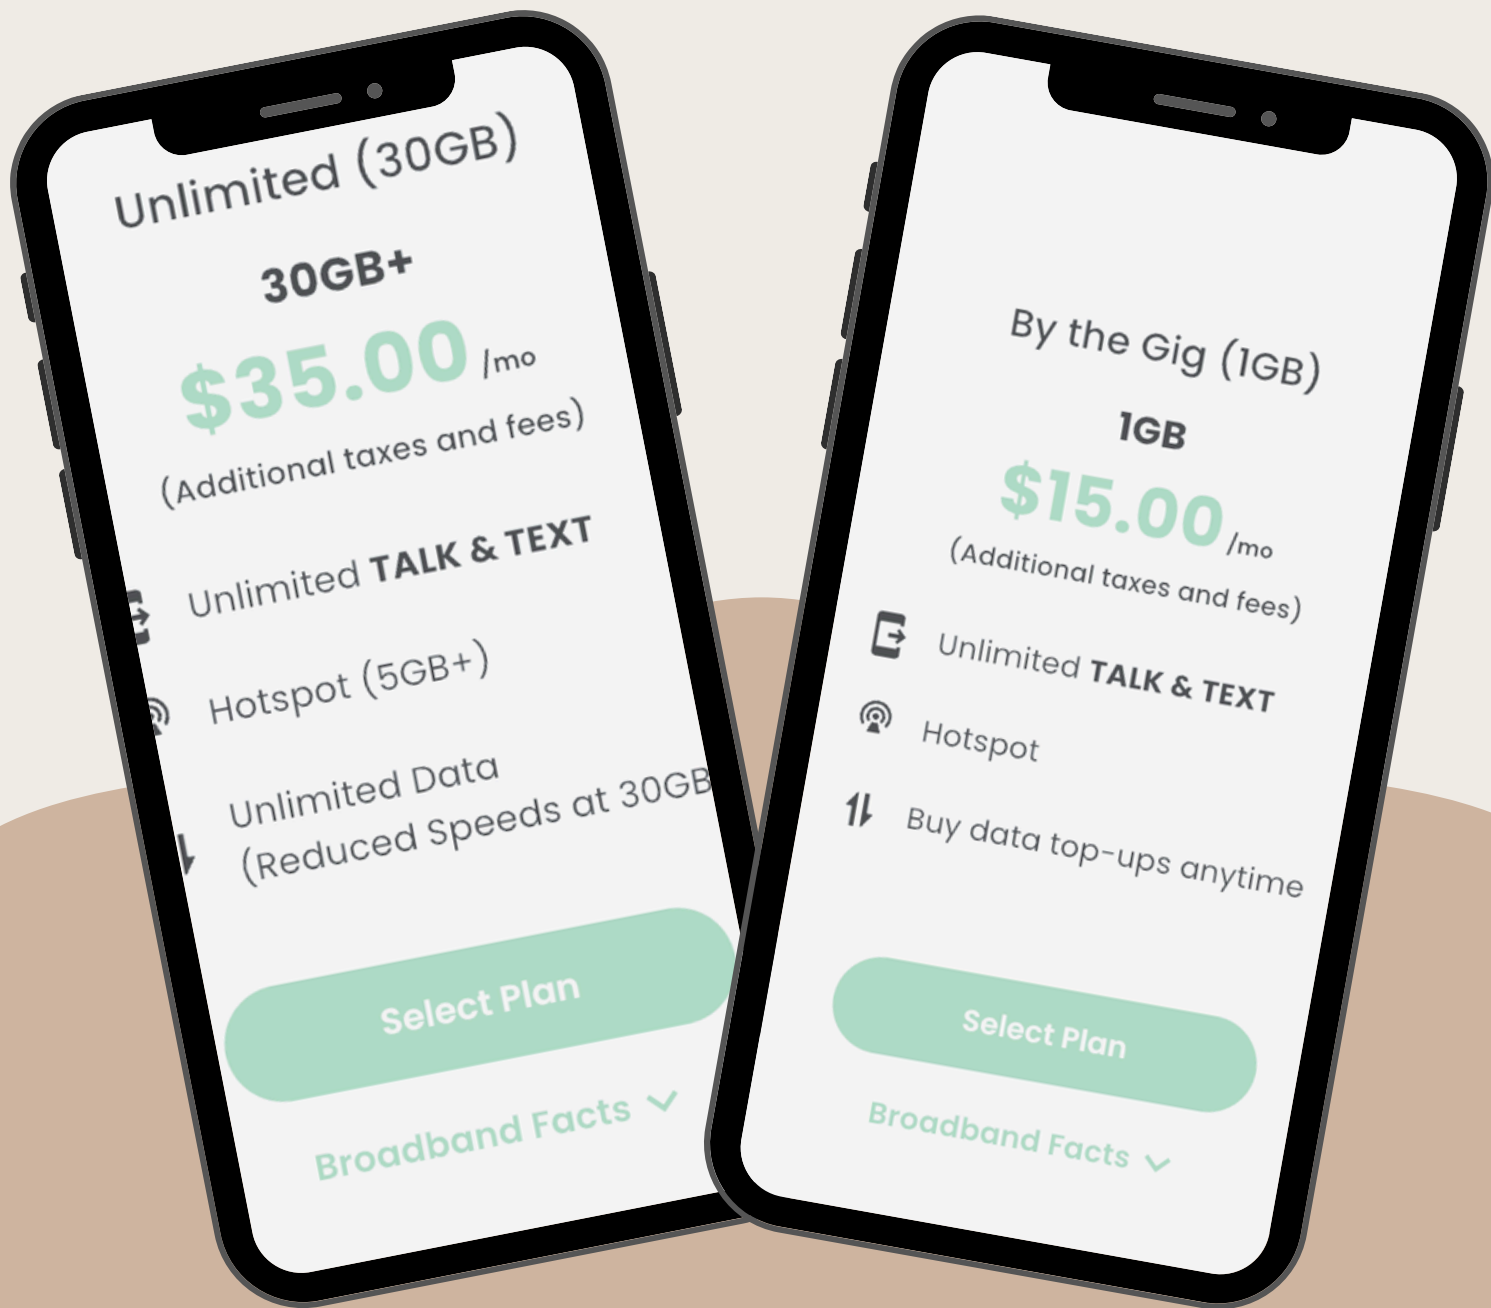 Unlimited (30GB)
30GB+
$35.00 /mo
(Additional taxes and fees)
Unlimited TALK & TEXT
Hotspot (5GB+)
Unlimited Data
(Reduced Speeds at 30GB
Select Plan
Broadband Facts
By the Gig (1GB)
1GB
$15.00 /mo
(Additional taxes and fees)
Unlimited TALK & TEXT
Hotspot
Buy data top-ups anytime
Select Plan
Broadband Facts